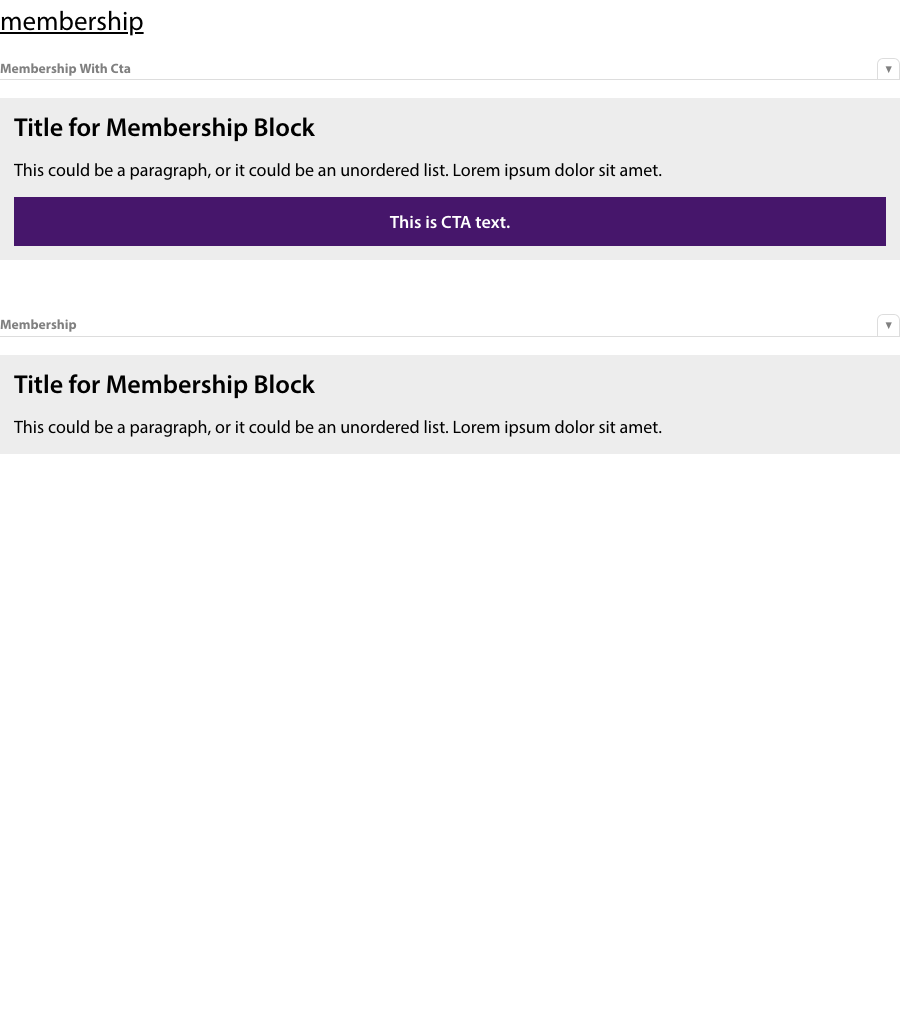 membership
Membership With Cta
▼
Title for Membership Block
This could be a paragraph, or it could be an unordered list. Lorem ipsum dolor sit amet.
This is CTA text.
Membership
▼
Title for Membership Block
This could be a paragraph, or it could be an unordered list. Lorem ipsum dolor sit amet.